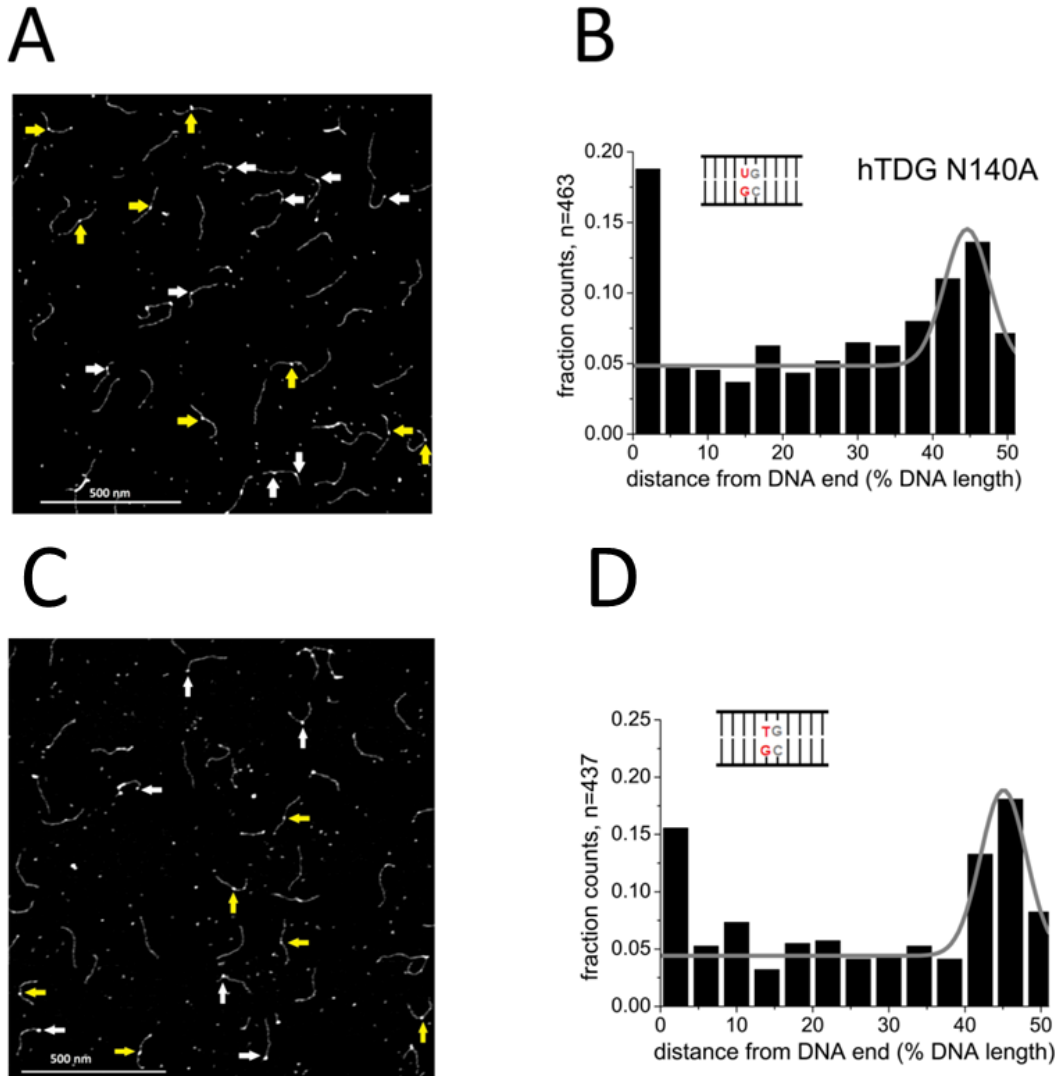 A
500 nm
B
fraction counts, n=463
0.20
0.15
0.10
0.05
0.00
U G
G C
hTDG N140A
0 10 20 30 40 50
distance from DNA end (% DNA length)
C
500 nm
D
fraction counts, n=437
0.25
0.20
0.15
0.10
0.05
0.00
T G
G C
0 10 20 30 40 50
distance from DNA end (% DNA length)